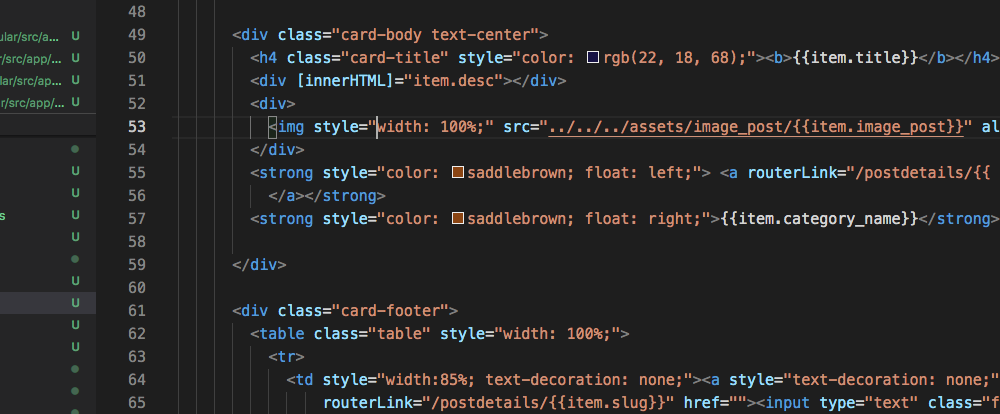 48
49 <div class="card-body text-center">
50 <h4 class="card-title" style="color: rgb(22, 18, 68);"><b>{{item.title}}</b></h4>
51 <div [innerHTML]="item.desc"></div>
52 <div>
53 <img style="width: 100%;" src="../../../assets/image_post/{{item.image_post}}" al
54 </div>
55 <strong style="color: saddlebrown; float: left;"> <a routerLink="/postdetails/{{
56 </a></strong>
57 <strong style="color: saddlebrown; float: right;">{{item.category_name}}</strong>
58
59 </div>
60
61 <div class="card-footer">
62 <table class="table" style="width: 100%;">
63 <tr>
64 <td style="width:85%; text-decoration: none;"><a style="text-decoration: none;"
65 routerLink="/postdetails/{{item.slug}}" href=""><input type="text" class="f
ular/src/a... U
r/src/app/... U
lar/src/ap... U
r/src/app/... U
U
U
s U
U
U
U
U
U